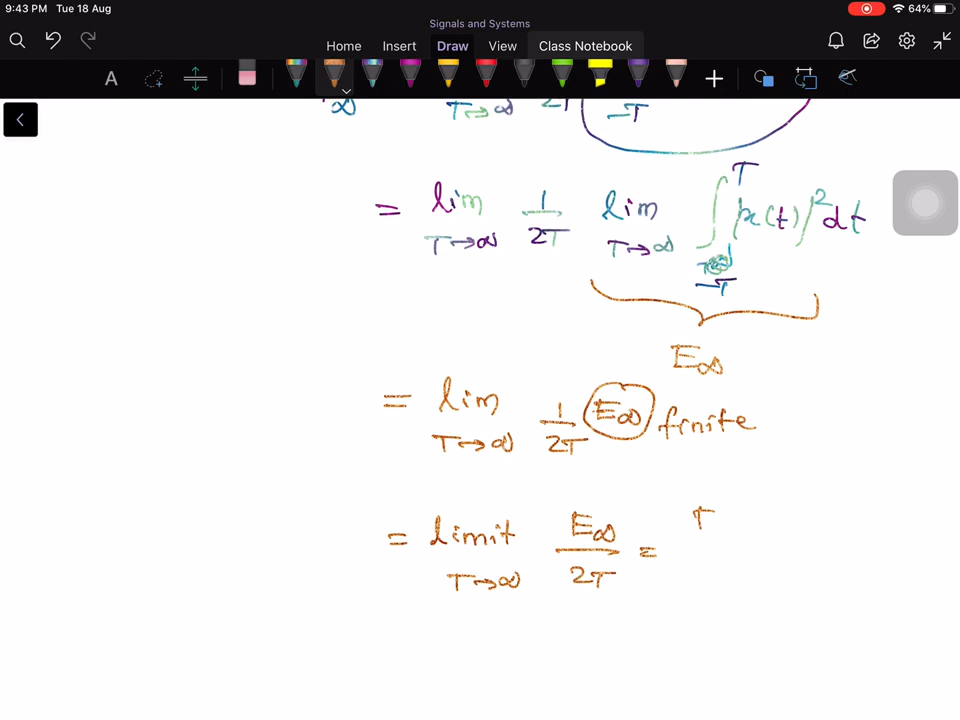 9:43 PM Tue 18 Aug
64%
Signals and Systems
Home Insert Draw View Class Notebook
A
∞ T→∞ 2T −T
= lim 1/2T lim ∫ T |x(t)|² dt
T→∞ T→∞ −T
E∞
= lim 1/2T E∞ finite
T→∞
= limit E∞/2T =
T→∞